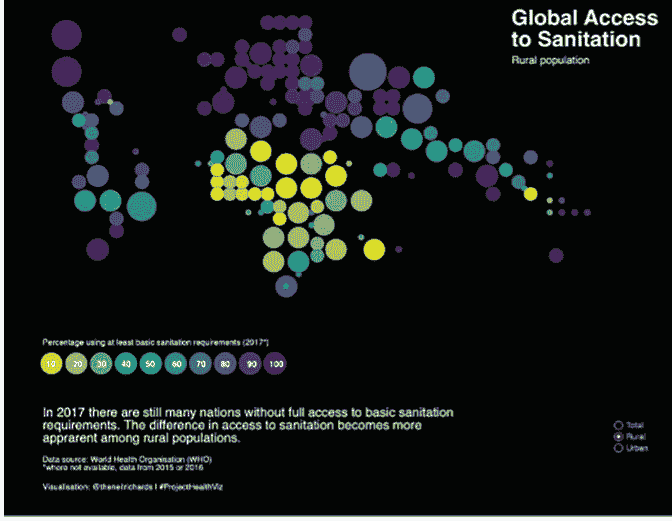 Global Access
to Sanitation
Rural population
Percentage using at least basic sanitation requirements (2017*)
10 20 30 40 50 60 70 80 90 100
In 2017 there are still many nations without full access to basic sanitation
requirements. The difference in access to sanitation becomes more
apprarent among rural populations.
Data source: World Health Organisation (WHO)
*where not available, data from 2015 or 2016
Visualisation: @theneilrichards | #ProjectHealthViz
Total
Rural
Urban